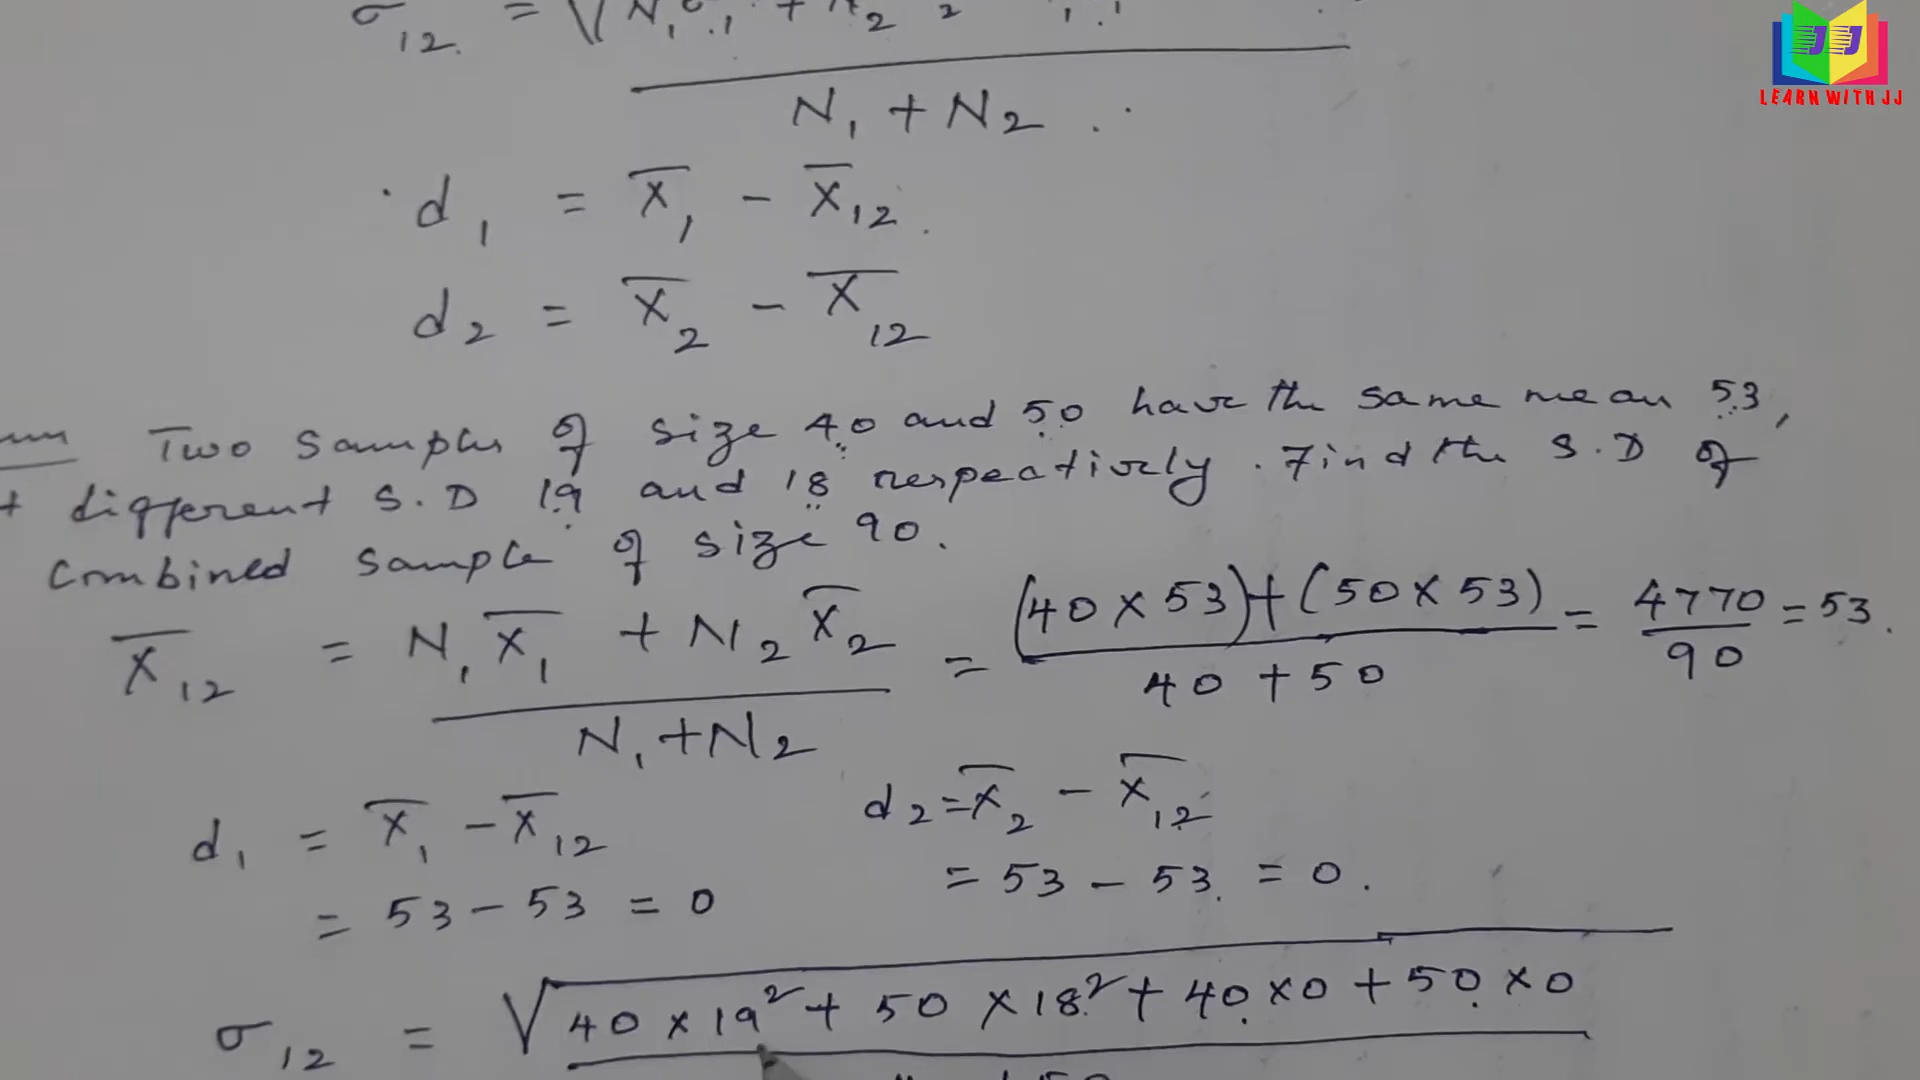 σ₁₂. = √N₁σ₁ + N₂
N₁ + N₂
LEARN WITH JJ
d₁ = X̄₁ - X̄₁₂.
d₂ = X̄₂ - X̄₁₂
Two samples of size 40 and 50 have the same mean 53,
different S.D 19 and 18 respectively. Find the S.D of
Combined sample of size 90.
X̄₁₂ = N₁X̄₁ + N₂X̄₂ = (40 x 53) + (50 x 53) = 4770 = 53.
N₁ + N₂ 40 + 50 90
d₁ = X̄₁ - X̄₁₂ d₂ = X̄₂ - X̄₁₂
= 53 - 53 = 0 = 53 - 53. = 0.
σ₁₂ = √40 x 19² + 50 x 18² + 40 x 0 + 50 x 0